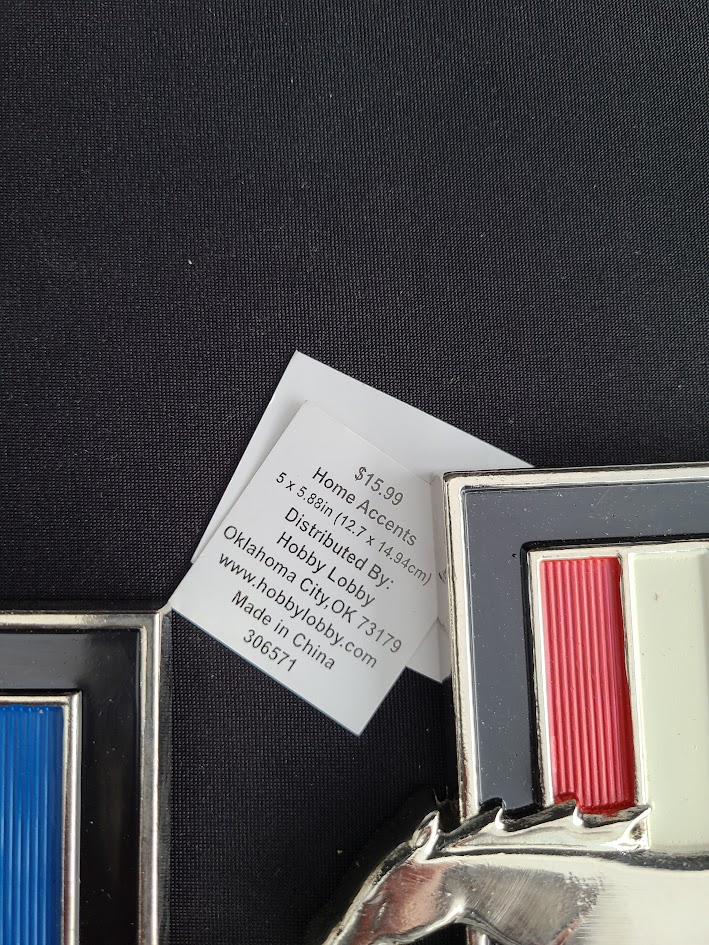 $15.99
Home Accents
5 x 5.88in (12.7 x 14.94cm)
Distributed By:
Hobby Lobby
Oklahoma City,OK 73179
www.hobbylobby.com
Made in China
306571